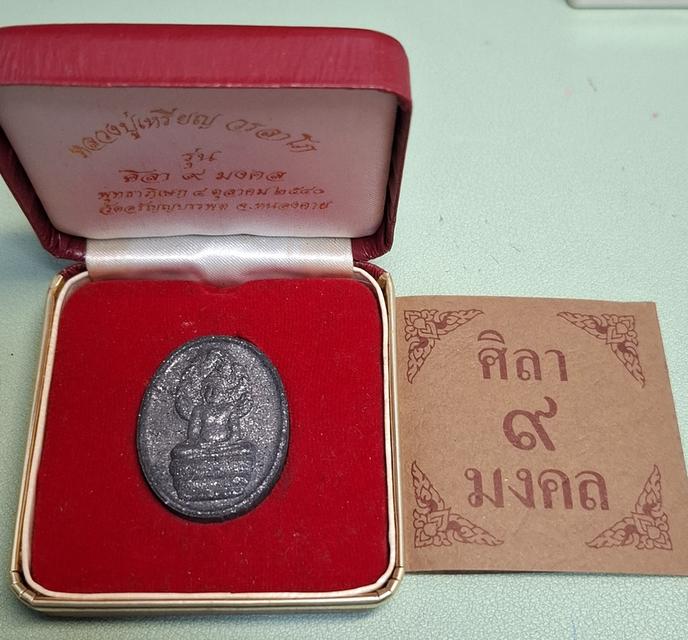 หลวงปู่เหรียญ วรลาโภ
รุ่น
ศิลา ๙ มงคล
พุทธาภิเษก ๔ ตุลาคม ๒๕๔๐
วัดอรัญญบรรพต จ.หนองคาย
ศิลา
๙
มงคล